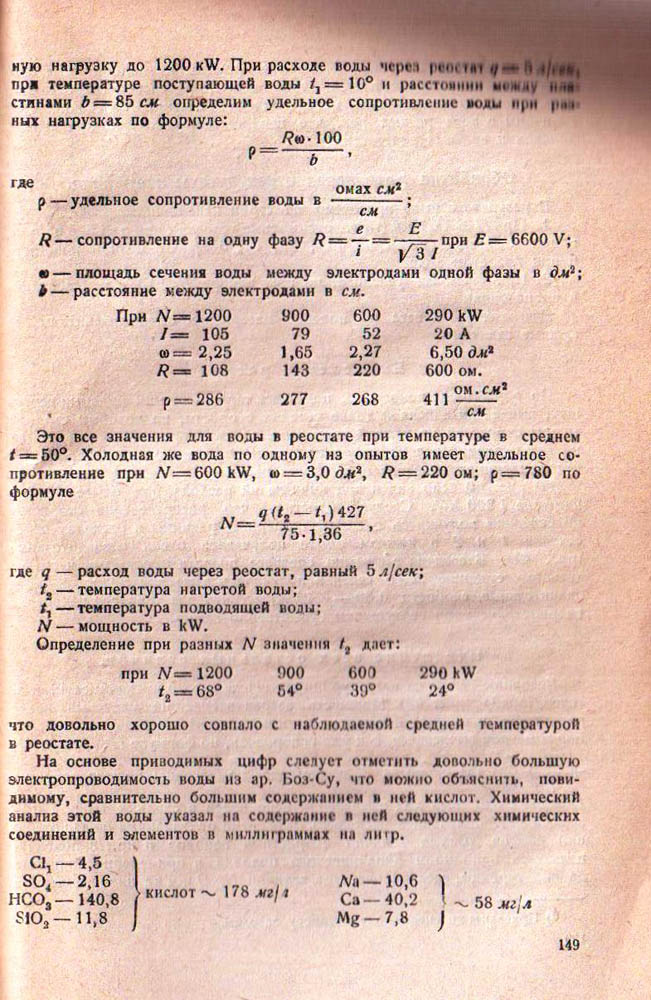 ную нагрузку до 1200 kW. При расходе воды через реостат q = 5 л/сек,
при температуре поступающей воды t₁ = 10° и расстоянии между пла-
стинами b = 85 см определим удельное сопротивление воды при раз-
ных нагрузках по формуле:
ρ = Rω·100 / b ,
где
ρ — удельное сопротивление воды в омах см² / см ;
R — сопротивление на одну фазу R = e / i = E / √3 I при E = 6600 V;
ω — площадь сечения воды между электродами одной фазы в дм²;
b — расстояние между электродами в см.
При N = 1200 900 600 290 kW
I = 105 79 52 20 A
ω = 2,25 1,65 2,27 6,50 дм²
R = 108 143 220 600 ом.
ρ = 286 277 268 411 ом.см² / см
Это все значения для воды в реостате при температуре в среднем
t = 50°. Холодная же вода по одному из опытов имеет удельное со-
противление при N = 600 kW, ω = 3,0 дм², R = 220 ом; ρ = 780 по
формуле
N = q (t₂ — t₁) 427 / 75·1,36 ,
где q — расход воды через реостат, равный 5 л/сек;
t₂ — температура нагретой воды;
t₁ — температура подводящей воды;
N — мощность в kW.
Определение при разных N значения t₂ дает:
при N = 1200 900 600 290 kW
t₂ = 68° 54° 39° 24°
что довольно хорошо совпало с наблюдаемой средней температурой
в реостате.
На основе приводимых цифр следует отметить довольно большую
электропроводимость воды из ар. Боз-Су, что можно объяснить, пови-
димому, сравнительно большим содержанием в ней кислот. Химический
анализ этой воды указал на содержание в ней следующих химических
соединений и элементов в миллиграммах на литр.
Cl₁ — 4,5
SO₄ — 2,16
HCO₃ — 140,8
SIO₂ — 11,8
кислот ~ 178 мг/л
Na — 10,6
Ca — 40,2
Mg — 7,8
~ 58 мг/л
149